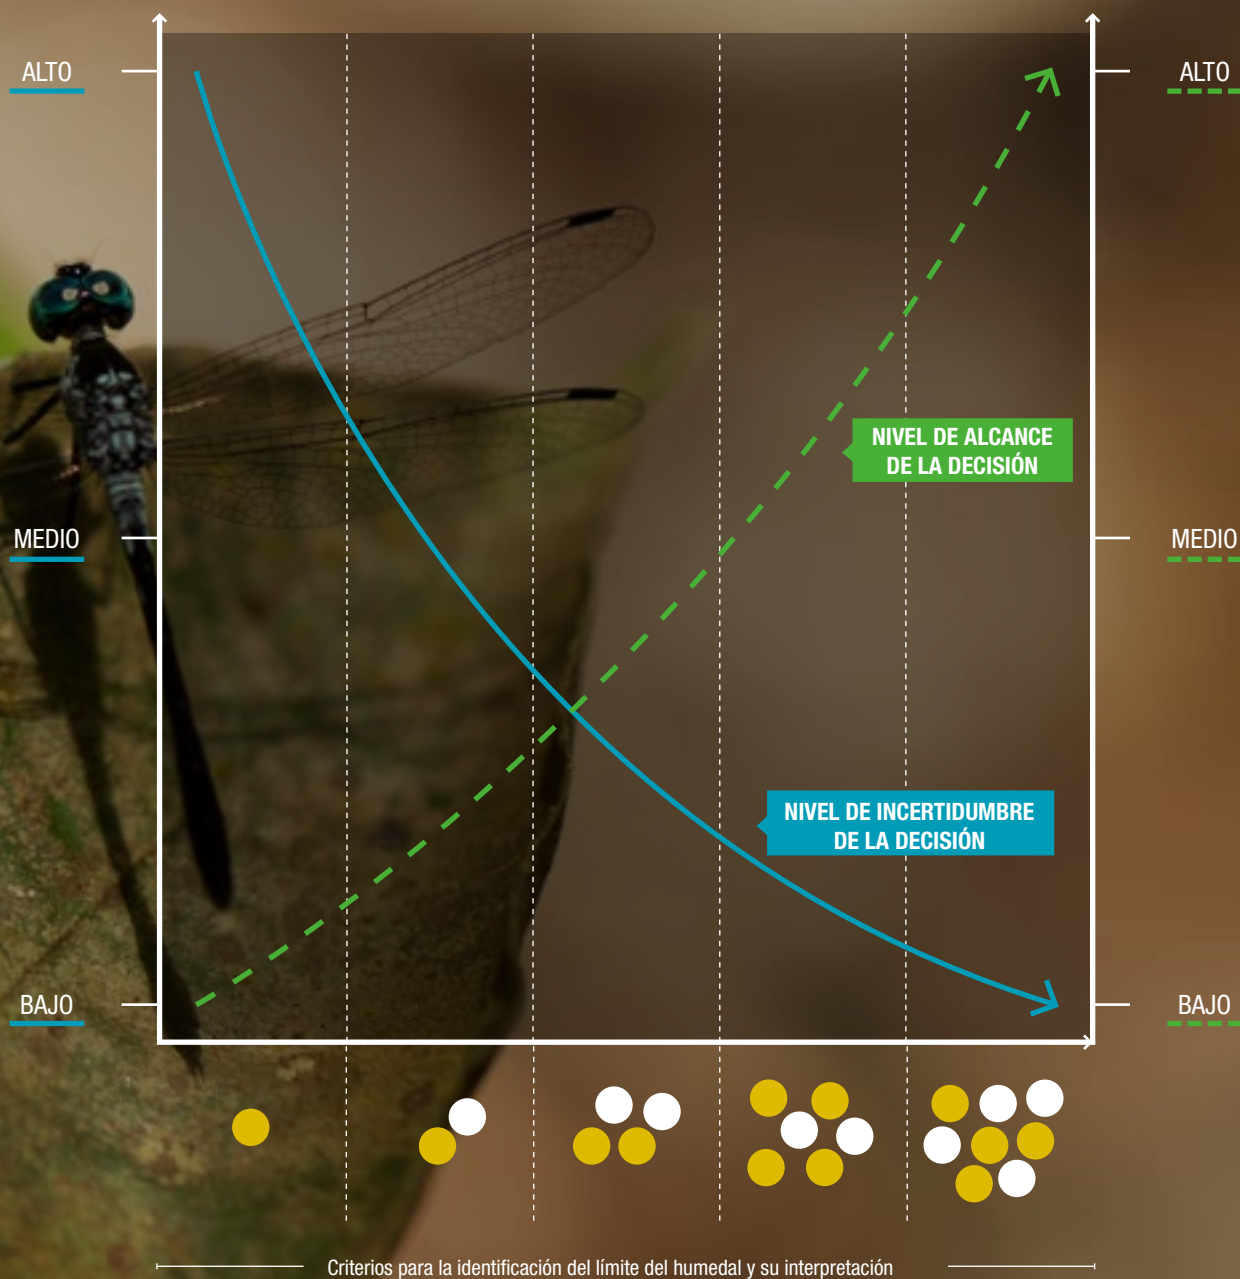 ALTO
ALTO
NIVEL DE ALCANCE
DE LA DECISIÓN
MEDIO
MEDIO
NIVEL DE INCERTIDUMBRE
DE LA DECISIÓN
BAJO
BAJO
Criterios para la identificación del límite del humedal y su interpretación